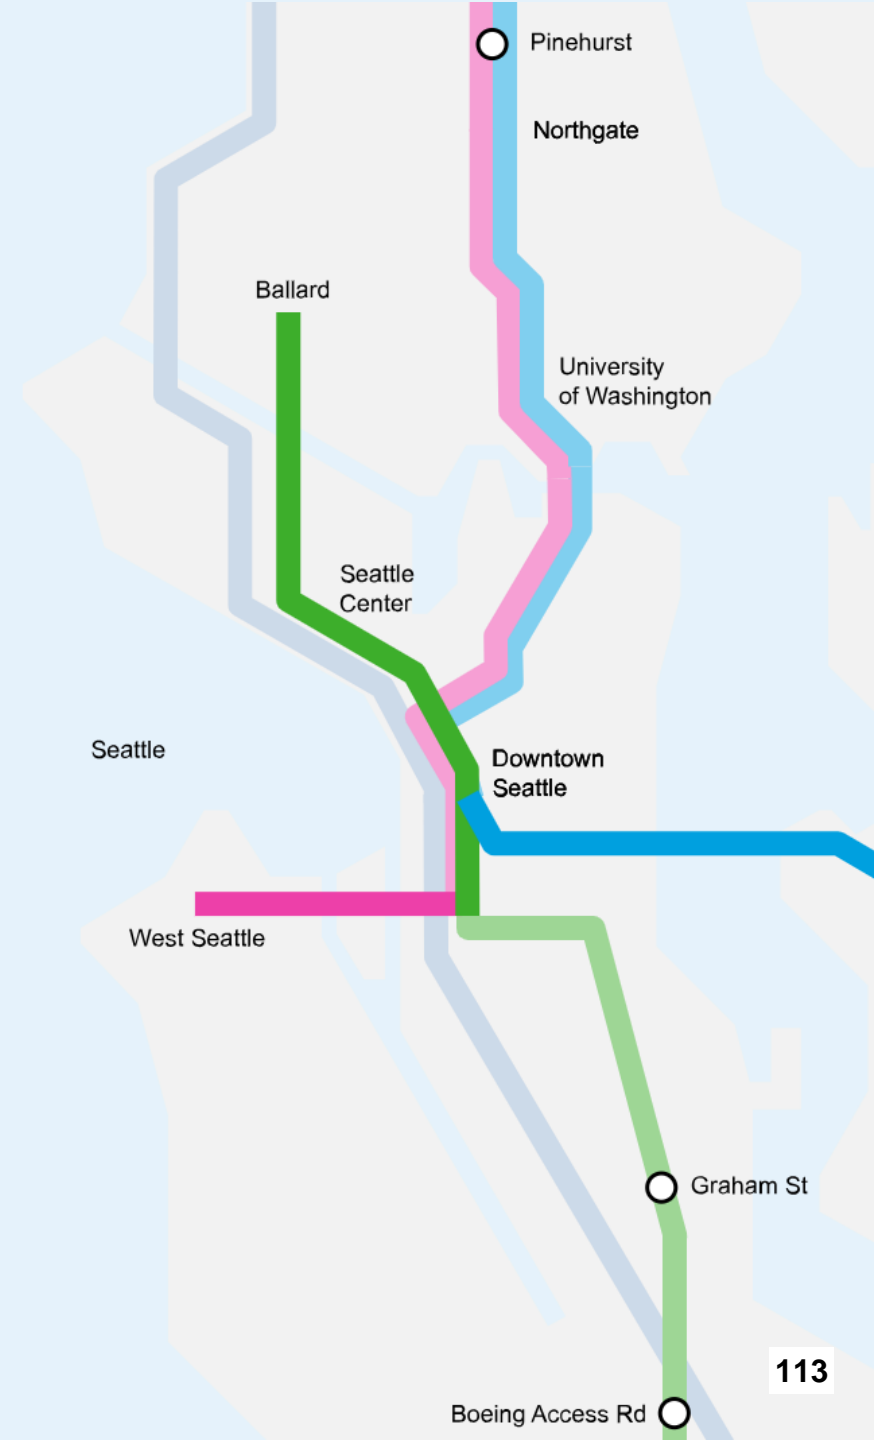 Pinehurst
Northgate
Ballard
University
of Washington
Seattle
Center
Seattle
Downtown
Seattle
West Seattle
Graham St
113
Boeing Access Rd